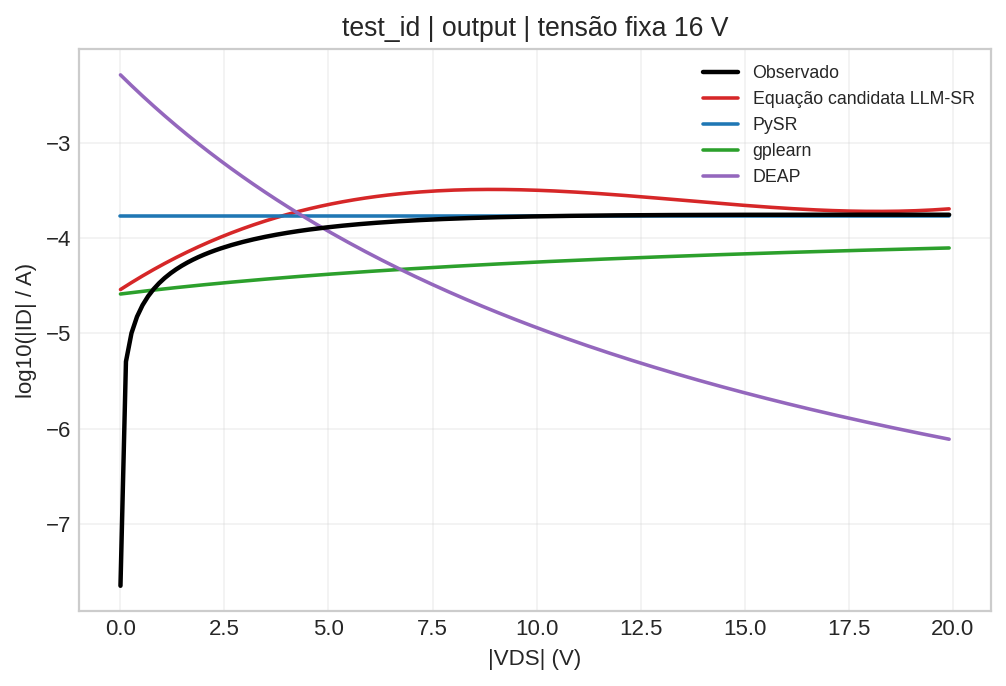 test_id | output | tensão fixa 16 V
Observado
Equação candidata LLM-SR
PySR
gplearn
DEAP
log10(|ID| / A)
−3
−4
−5
−6
−7
0.0 2.5 5.0 7.5 10.0 12.5 15.0 17.5 20.0
|VDS| (V)